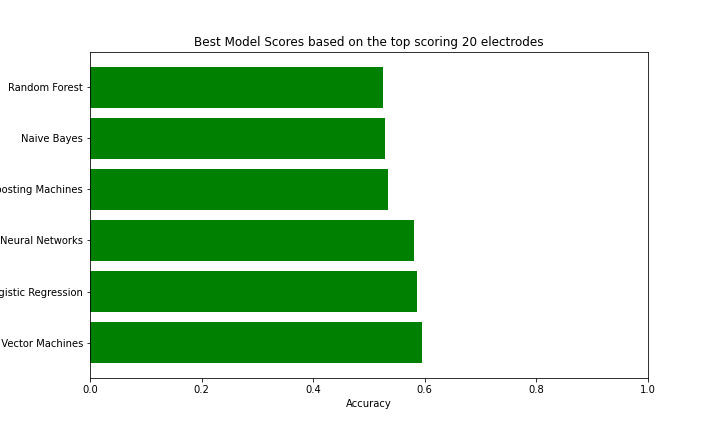 Best Model Scores based on the top scoring 20 electrodes
Random Forest
Naive Bayes
osting Machines
Neural Networks
gistic Regression
Vector Machines
0.0 0.2 0.4 0.6 0.8 1.0
Accuracy